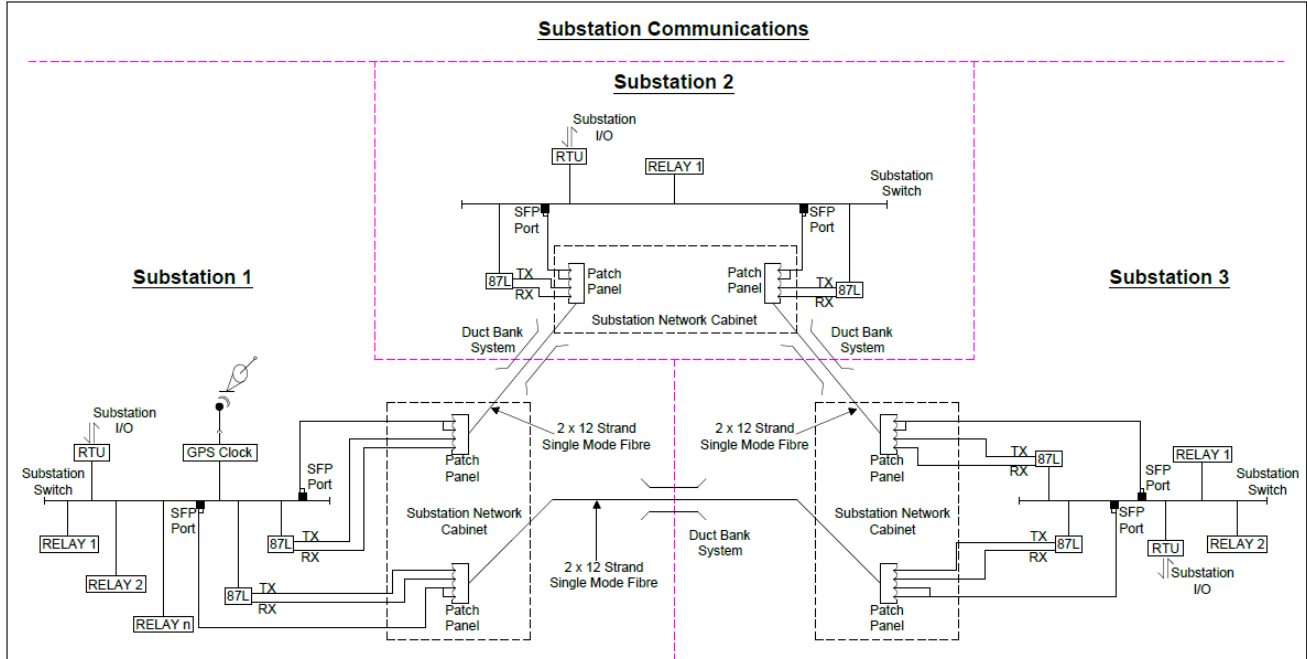 Substation Communications
Substation 2
Substation
I/O
RTU
RELAY 1
Substation
Switch
SFP
Port
SFP
Port
87L
TX
RX
Patch
Panel
Patch
Panel
TX
RX
87L
Substation Network Cabinet
Duct Bank
System
Duct Bank
System
Substation 1
Substation
I/O
RTU
GPS Clock
Substation
Switch
SFP
Port
SFP
Port
RELAY 1
RELAY 2
RELAY n
87L
TX
RX
87L
TX
RX
Patch
Panel
Substation Network
Cabinet
Patch
Panel
2 x 12 Strand
Single Mode Fibre
2 x 12 Strand
Single Mode Fibre
2 x 12 Strand
Single Mode Fibre
Duct Bank
System
Substation 3
Patch
Panel
Substation Network
Cabinet
Patch
Panel
TX
RX
87L
TX
RX
87L
SFP
Port
SFP
Port
RELAY 1
Substation
Switch
RTU
RELAY 2
Substation
I/O